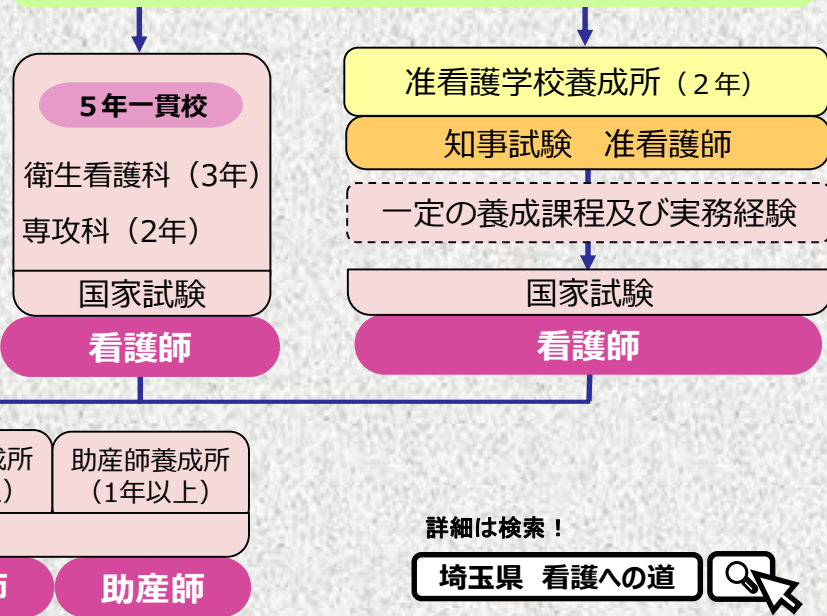 5年一貫校
衛生看護科（3年）
専攻科（2年）
国家試験
看護師
准看護学校養成所（2年）
知事試験　准看護師
一定の養成課程及び実務経験
国家試験
看護師
所
）
助産師養成所
（1年以上）
師
助産師
詳細は検索！
埼玉県 看護への道